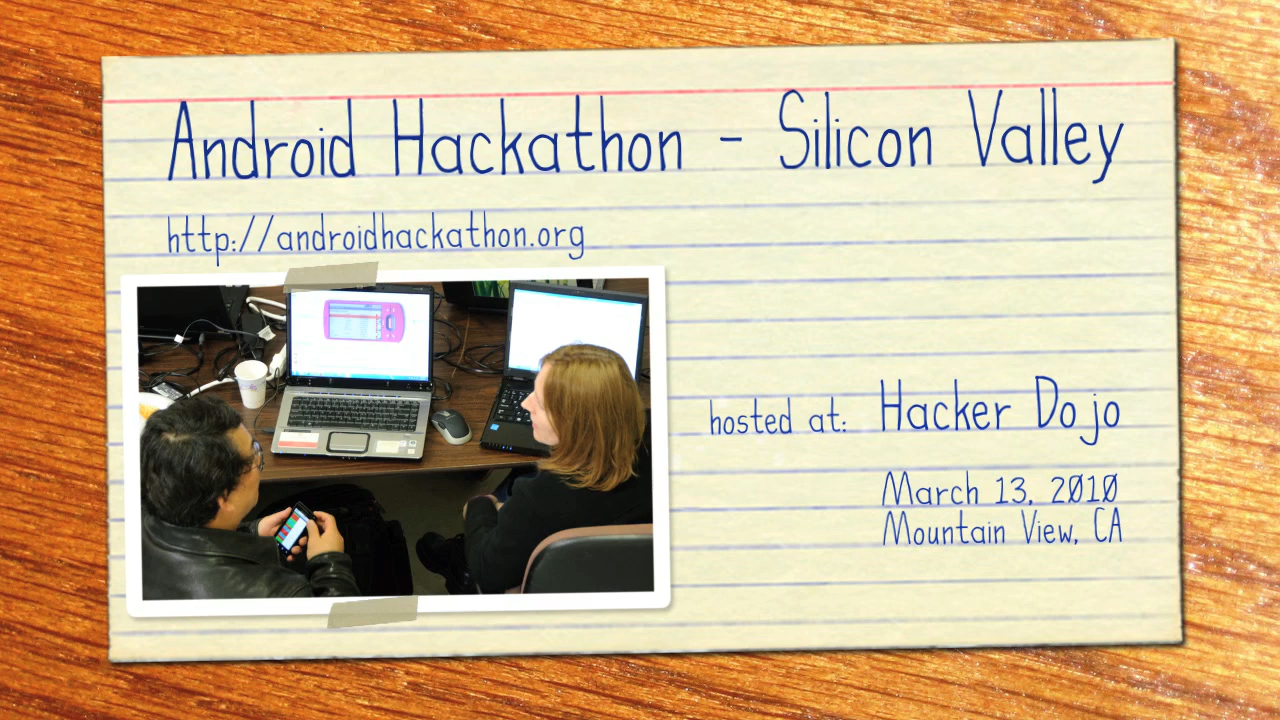 Android Hackathon - Silicon Valley
http://androidhackathon.org
hosted at: Hacker Dojo
March 13, 2010
Mountain View, CA